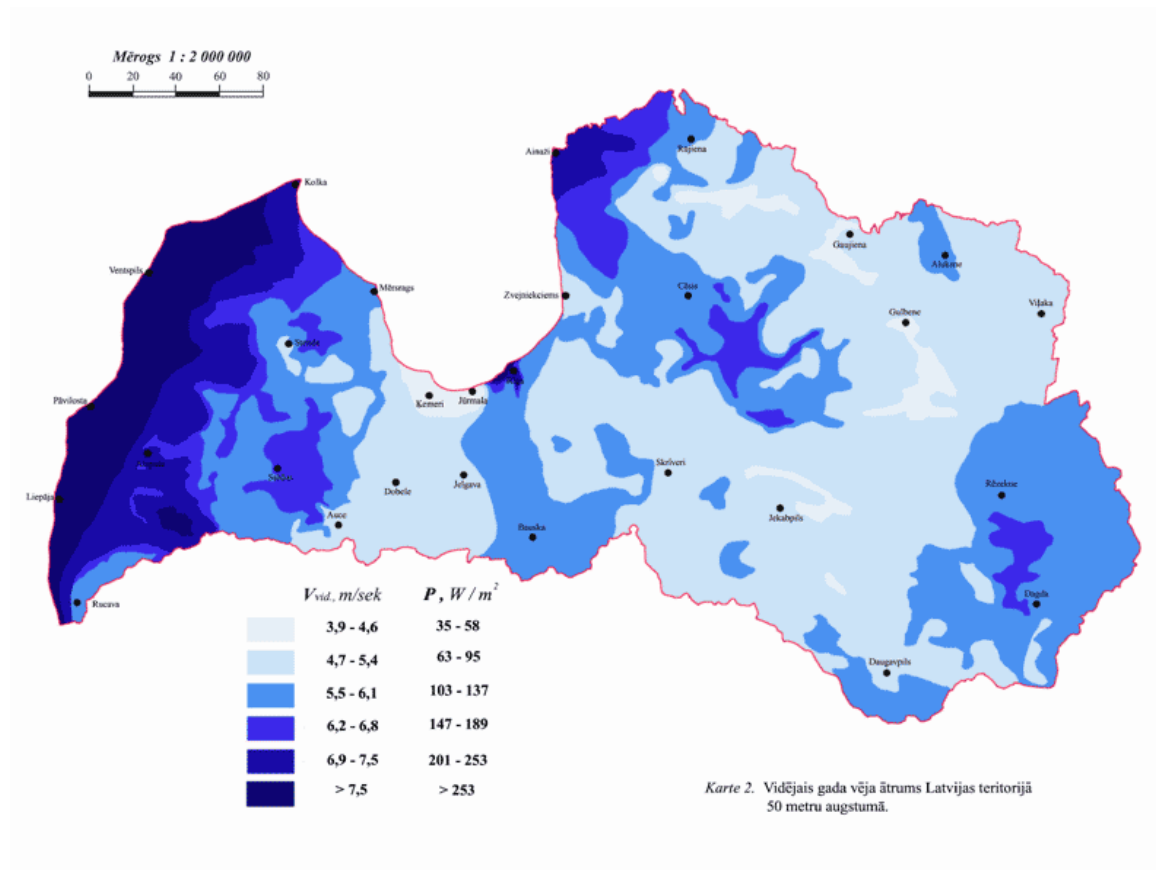 Mērogs 1 : 2 000 000
0 20 40 60 80
Ainaži
Rūjiena
Kolka
Gaujiena
Alūksne
Ventspils
Mērsrags
Zvejniekciems
Cēsis
Viļaka
Gulbene
Stende
Pāvilosta
Rīga
Ķemeri
Jūrmala
Skrīveri
Saldus
Dobele
Jelgava
Rēzekne
Liepāja
Auce
Jekabpils
Bauska
Rucava
Dagda
Daugavpils
Vvid., m/sek P , W / m²
3,9 - 4,6 35 - 58
4,7 - 5,4 63 - 95
5,5 - 6,1 103 - 137
6,2 - 6,8 147 - 189
6,9 - 7,5 201 - 253
> 7,5 > 253
Karte 2. Vidējais gada vēja ātrums Latvijas teritorijā
50 metru augstumā.